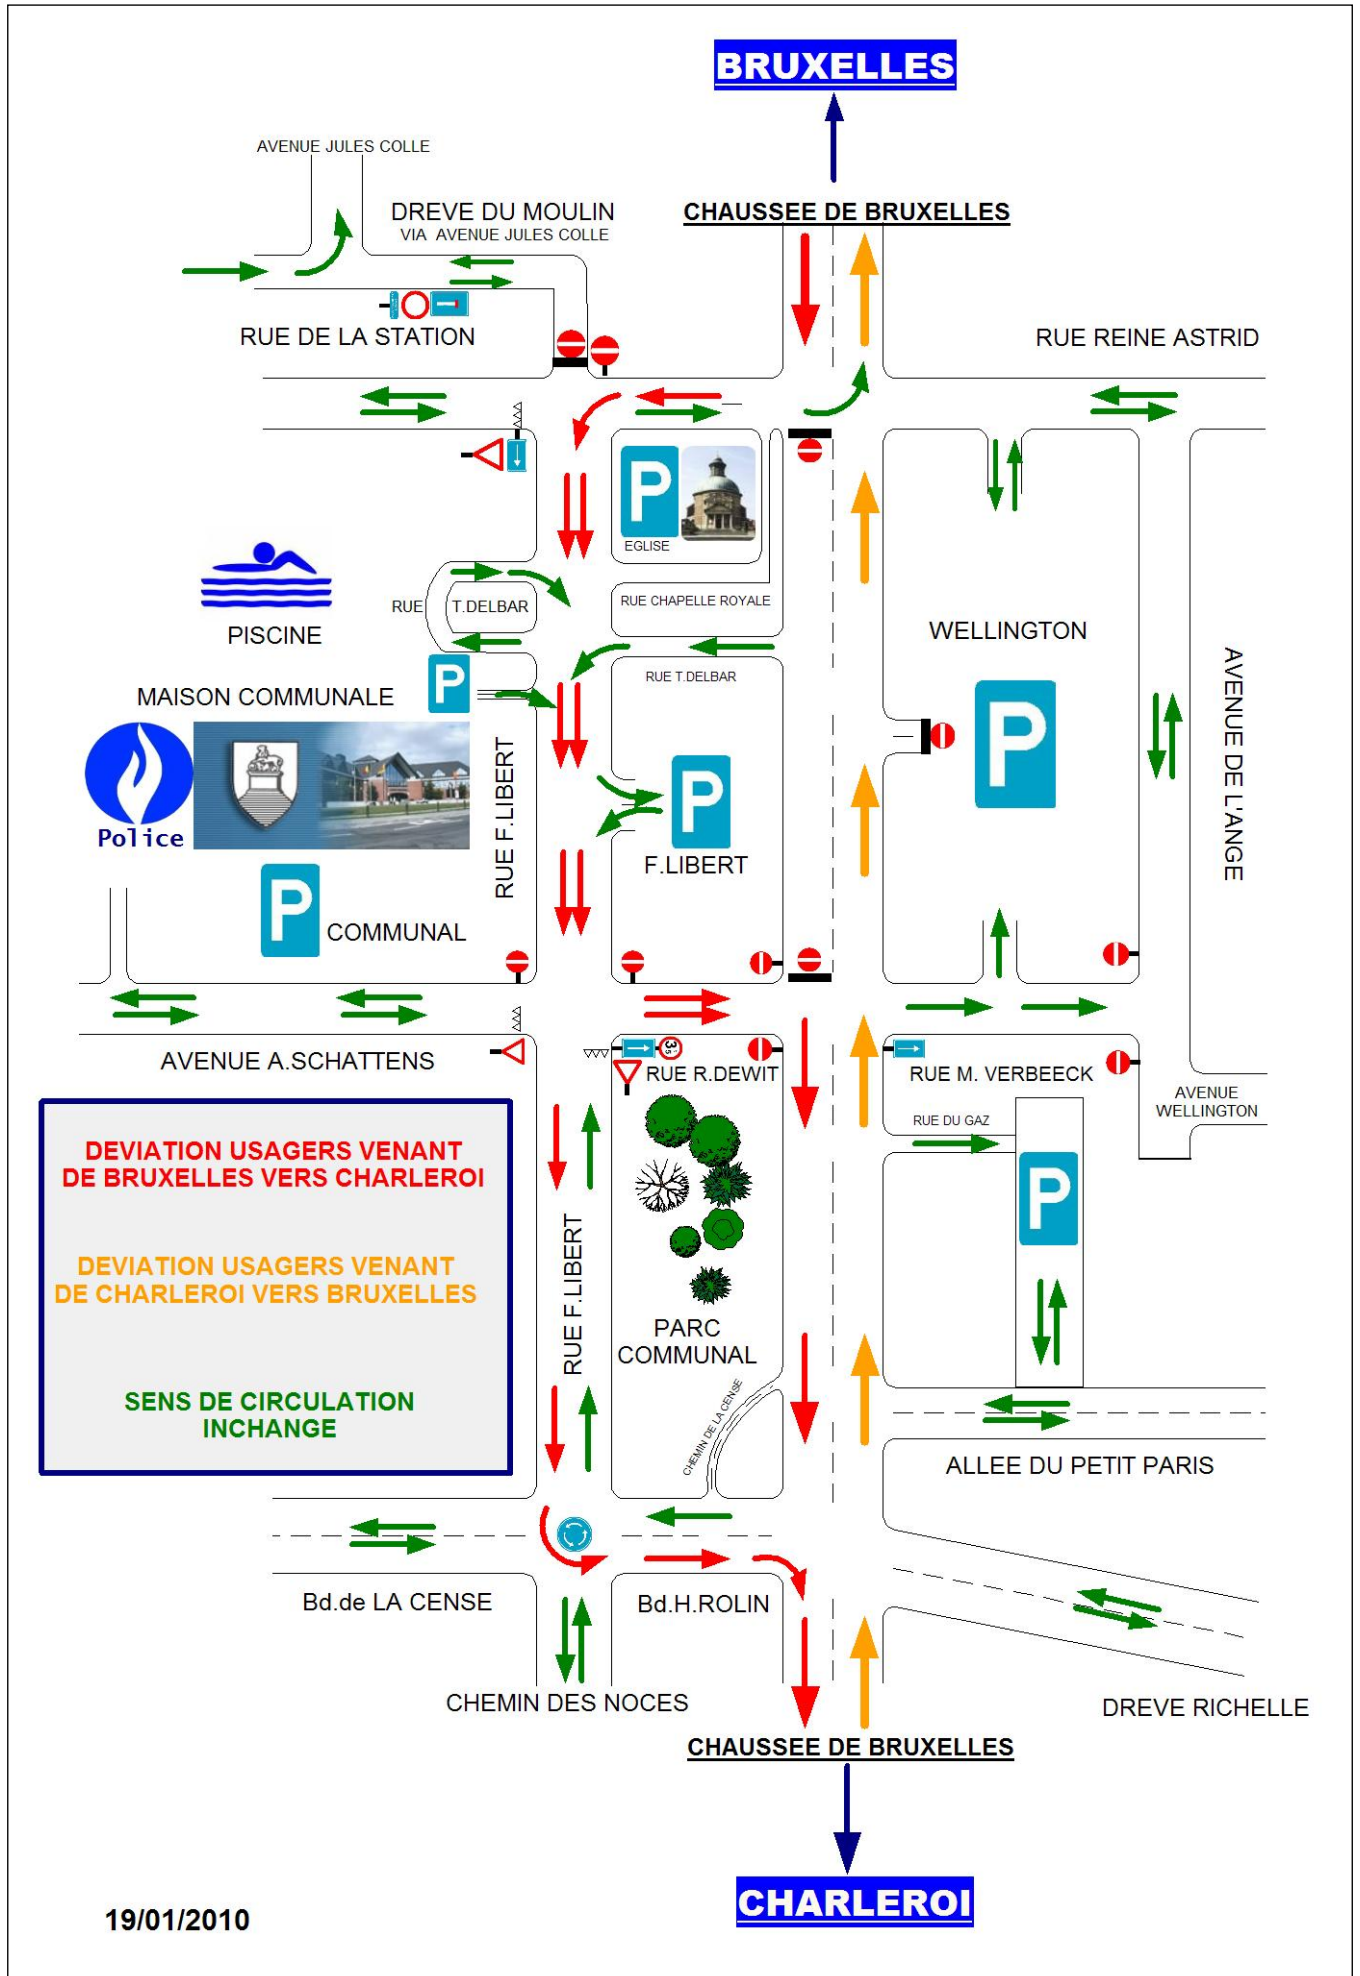 BRUXELLES
AVENUE JULES COLLE
DREVE DU MOULIN
VIA AVENUE JULES COLLE
CHAUSSEE DE BRUXELLES
RUE DE LA STATION
RUE REINE ASTRID
P
EGLISE
RUE
T.DELBAR
RUE CHAPELLE ROYALE
PISCINE
WELLINGTON
P
RUE T.DELBAR
MAISON COMMUNALE
P
AVENUE DE L'ANGE
Police
RUE F.LIBERT
P
F.LIBERT
P
COMMUNAL
AVENUE A.SCHATTENS
3,5
RUE R.DEWIT
RUE M. VERBEECK
AVENUE
WELLINGTON
RUE DU GAZ
P
DEVIATION USAGERS VENANT
DE BRUXELLES VERS CHARLEROI
DEVIATION USAGERS VENANT
DE CHARLEROI VERS BRUXELLES
SENS DE CIRCULATION
INCHANGE
RUE F.LIBERT
PARC
COMMUNAL
CHEMIN DE LA CENSE
ALLEE DU PETIT PARIS
Bd.de LA CENSE
Bd.H.ROLIN
CHEMIN DES NOCES
DREVE RICHELLE
CHAUSSEE DE BRUXELLES
CHARLEROI
19/01/2010